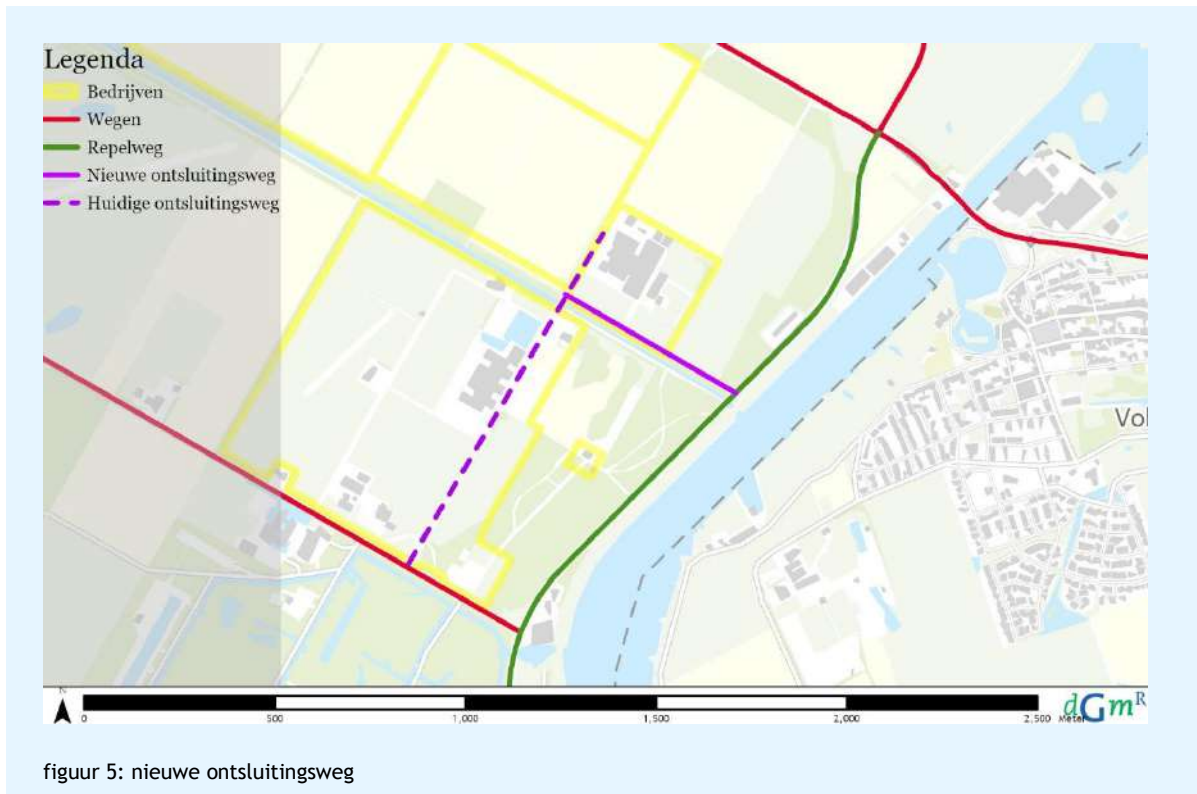 Legenda
Bedrijven
Wegen
Repelweg
Nieuwe ontsluitingsweg
Huidige ontsluitingsweg
Vol
N
0 500 1,000 1,500 2,000 2,500 Meter
dGmR
figuur 5: nieuwe ontsluitingsweg